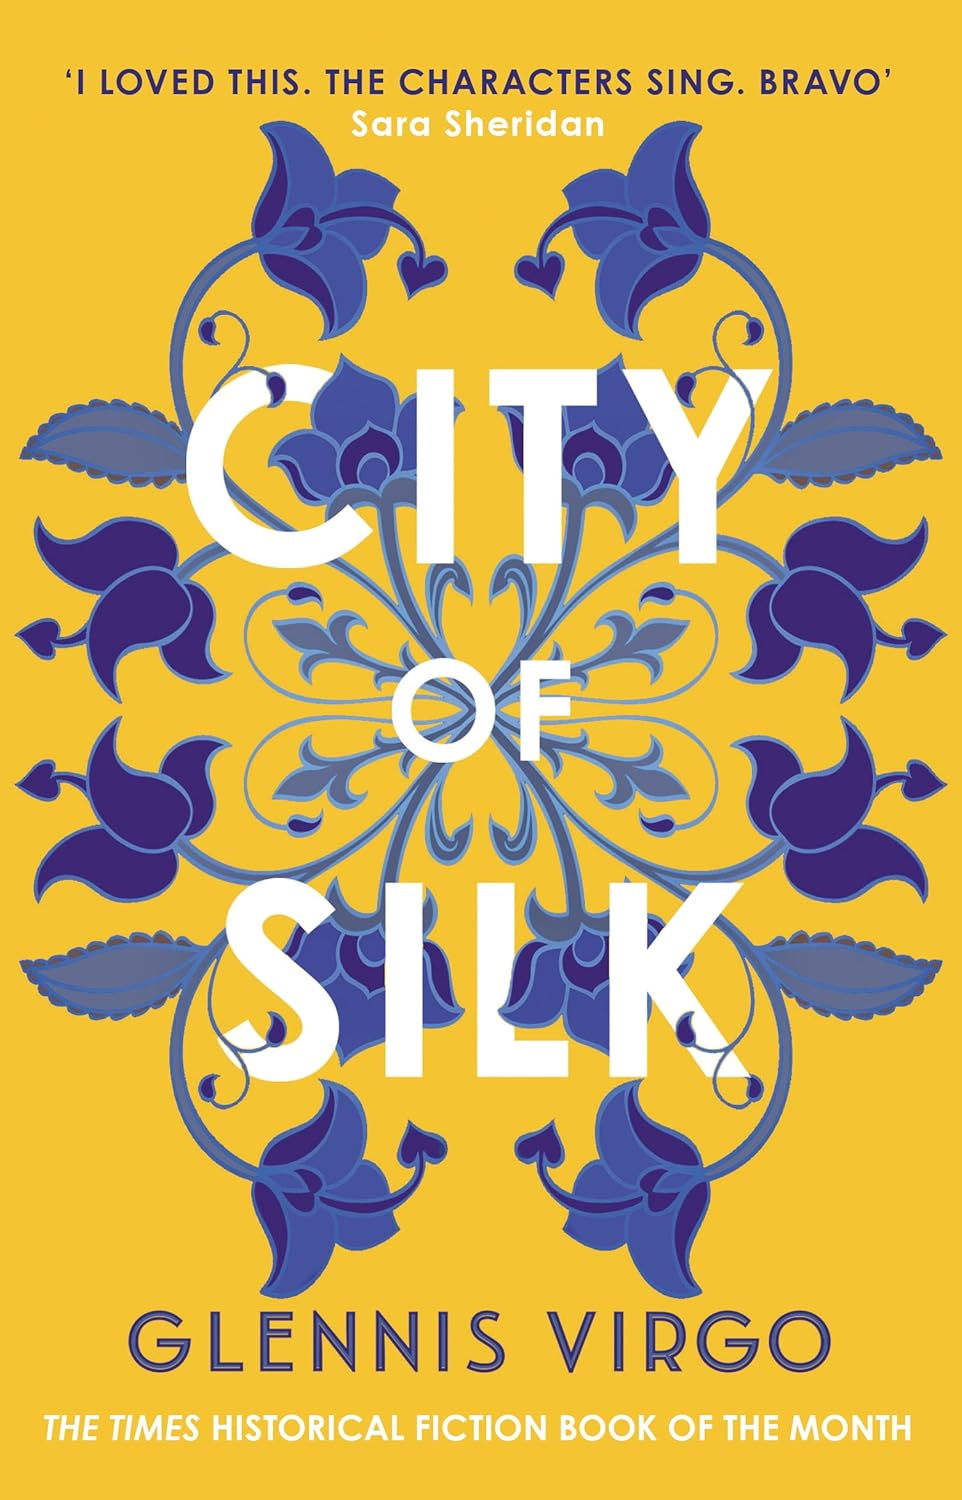 ‘I LOVED THIS. THE CHARACTERS SING. BRAVO’
Sara Sheridan
CITY
OF
SILK
GLENNIS VIRGO
THE TIMES HISTORICAL FICTION BOOK OF THE MONTH